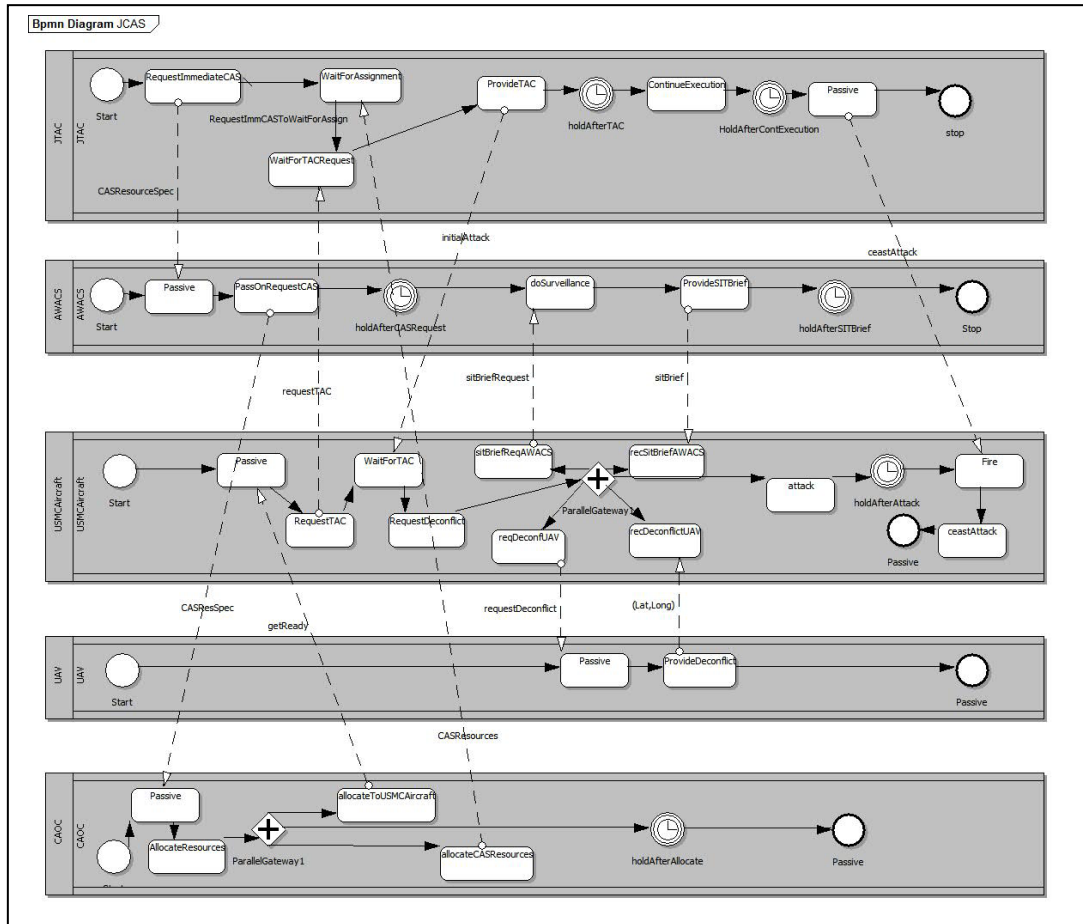 Bpmn Diagram JCAS
JTAC
JTAC
Start
RequestImmediateCAS
WaitForAssignment
RequestImmCASToWaitForAssign
WaitForTACRequest
ProvideTAC
holdAfterTAC
ContinueExecution
HoldAfterContExecution
Passive
stop
CASResourceSpec
initialAttack
ceastAttack
AWACS
AWACS
Start
Passive
PassOnRequestCAS
holdAfterCASRequest
doSurveillance
ProvideSITBrief
holdAfterSITBrief
Stop
requestTAC
sitBriefRequest
sitBrief
USMCAircraft
USMCAircraft
Start
Passive
RequestTAC
WaitForTAC
RequestDeconflict
sitBriefReqAWACS
recSitBriefAWACS
ParallelGateway1
reqDeconfUAV
recDeconflictUAV
attack
holdAfterAttack
Fire
ceastAttack
Passive
CASResSpec
getReady
requestDeconflict
(Lat,Long)
UAV
UAV
Start
Passive
ProvideDeconflict
Passive
CASResources
CAOC
CAOC
Passive
AllocateResources
ParallelGateway1
allocateToUSMCAircraft
allocateCASResources
holdAfterAllocate
Passive